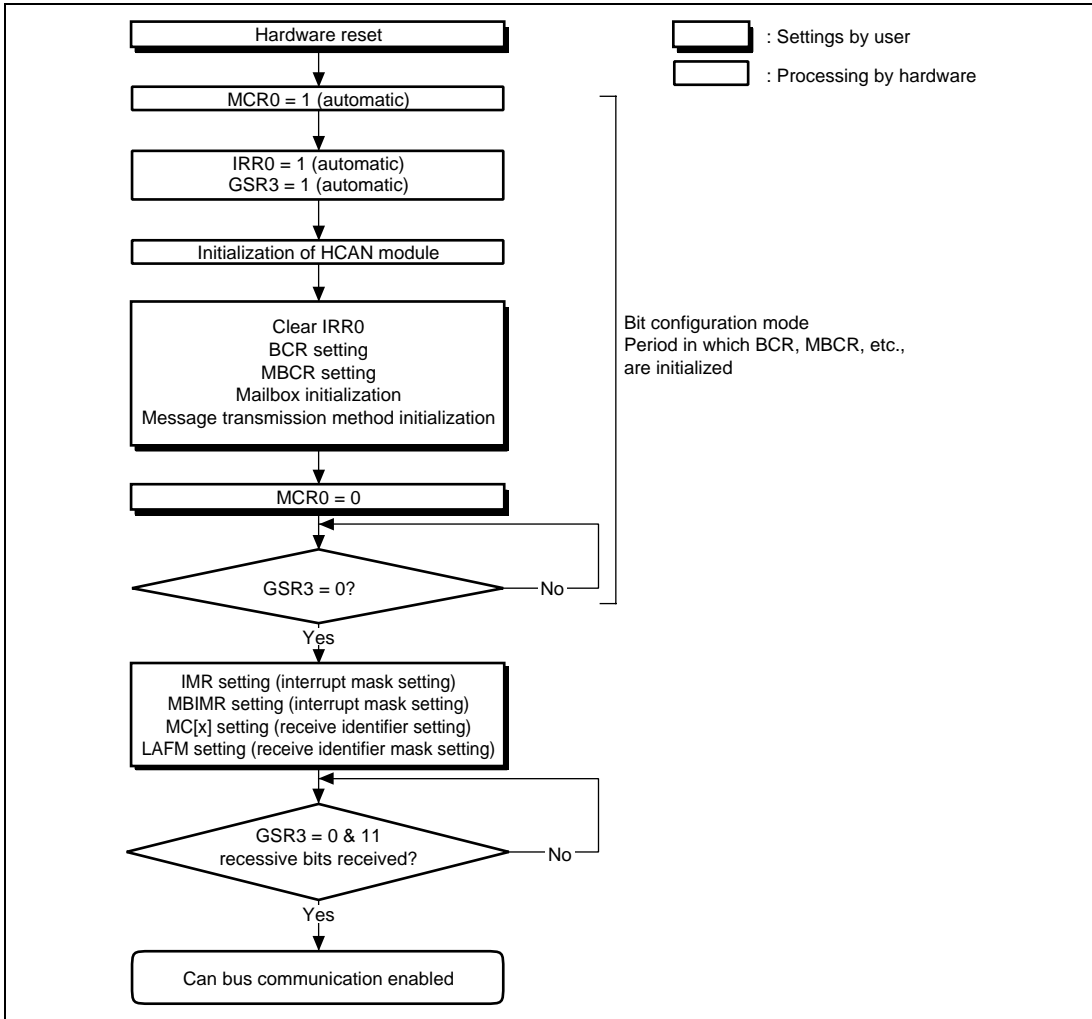 Hardware reset
: Settings by user
: Processing by hardware
MCR0 = 1 (automatic)
IRR0 = 1 (automatic)
GSR3 = 1 (automatic)
Initialization of HCAN module
Clear IRR0
BCR setting
MBCR setting
Mailbox initialization
Message transmission method initialization
Bit configuration mode
Period in which BCR, MBCR, etc.,
are initialized
MCR0 = 0
GSR3 = 0?
No
Yes
IMR setting (interrupt mask setting)
MBIMR setting (interrupt mask setting)
MC[x] setting (receive identifier setting)
LAFM setting (receive identifier mask setting)
GSR3 = 0 & 11
recessive bits received?
No
Yes
Can bus communication enabled